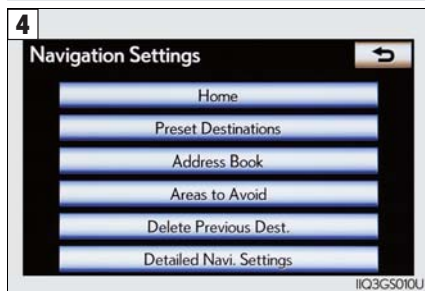 4
Navigation Settings
Home
Preset Destinations
Address Book
Areas to Avoid
Delete Previous Dest.
Detailed Navi. Settings
IIQ3GS010U